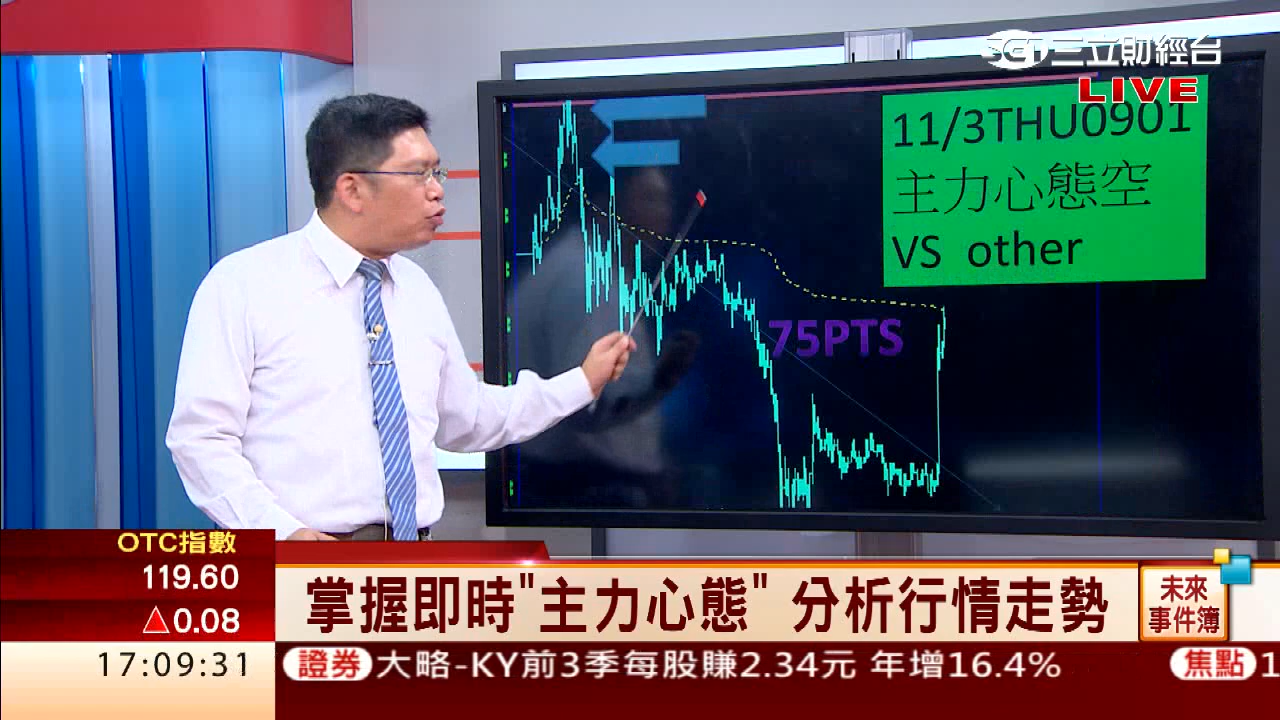 三立財經台
LIVE
11/3THU0901
主力心態空
VS other
75PTS
OTC指數
119.60
△0.08
掌握即時"主力心態" 分析行情走勢
未來
事件簿
17:09:31
證券 大略-KY前3季每股賺2.34元 年增16.4%
焦點 1